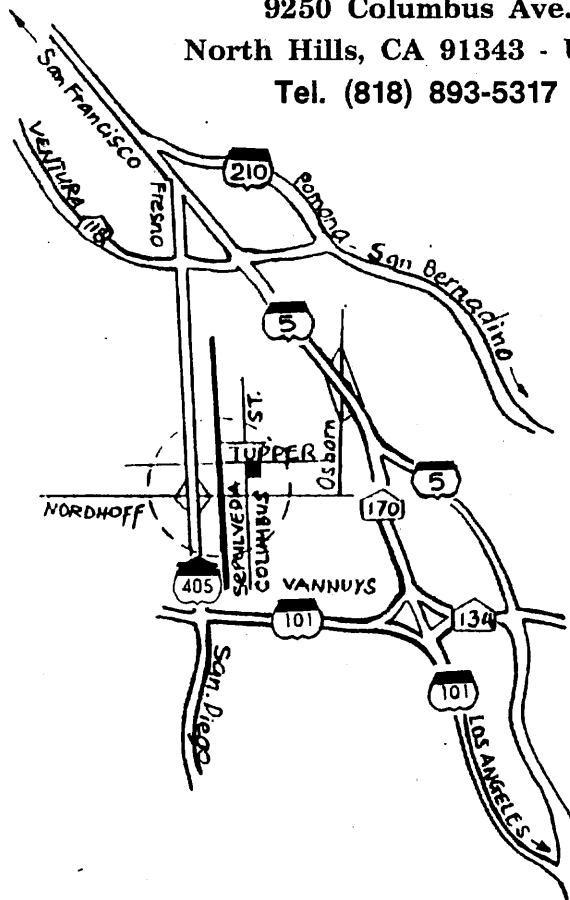 9250 Columbus Ave.
North Hills, CA 91343 - U
Tel. (818) 893-5317
San Francisco
VENTURA
118
Fresno
210
Pomona - San Bernadino
5
ST.
TUPPER
Osborn
5
NORDHOFF
SEPULVEDA
COLUMBUS
170
405
VANNUYS
101
134
San Diego
101
LOS ANGELES